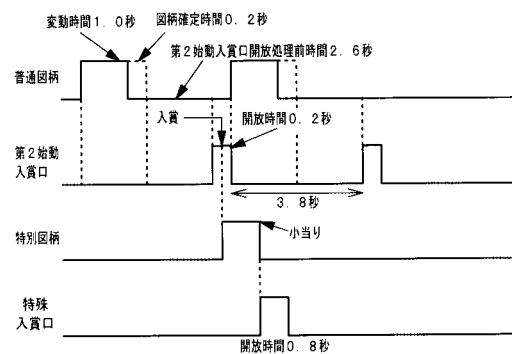 変動時間1.0秒
図柄確定時間0.2秒
第2始動入賞口開放処理前時間2.6秒
普通図柄
入賞
開放時間0.2秒
第2始動
入賞口
3.8秒
特別図柄
小当り
特殊
入賞口
開放時間0.8秒